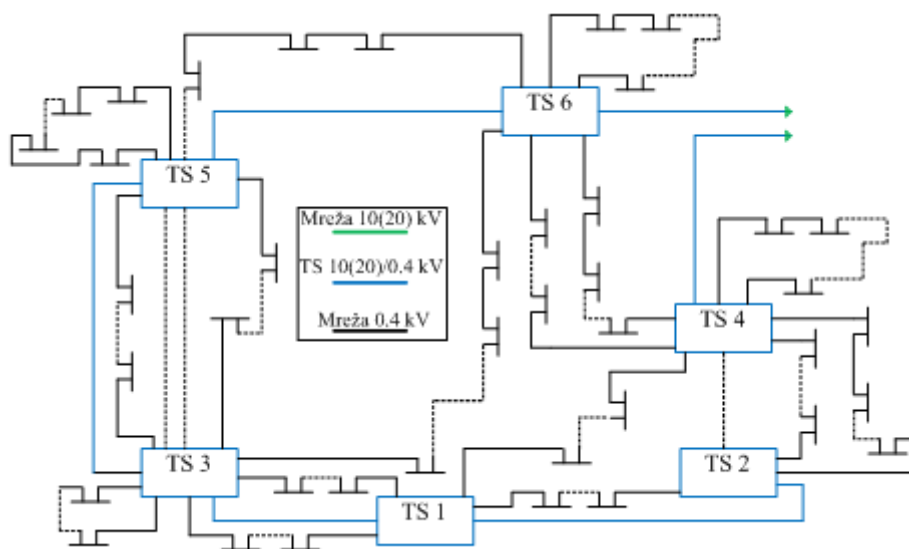 TS 6
TS 5
Mreža 10(20) kV
TS 10(20)/0.4 kV
Mreža 0.4 kV
TS 4
TS 3
TS 2
TS 1